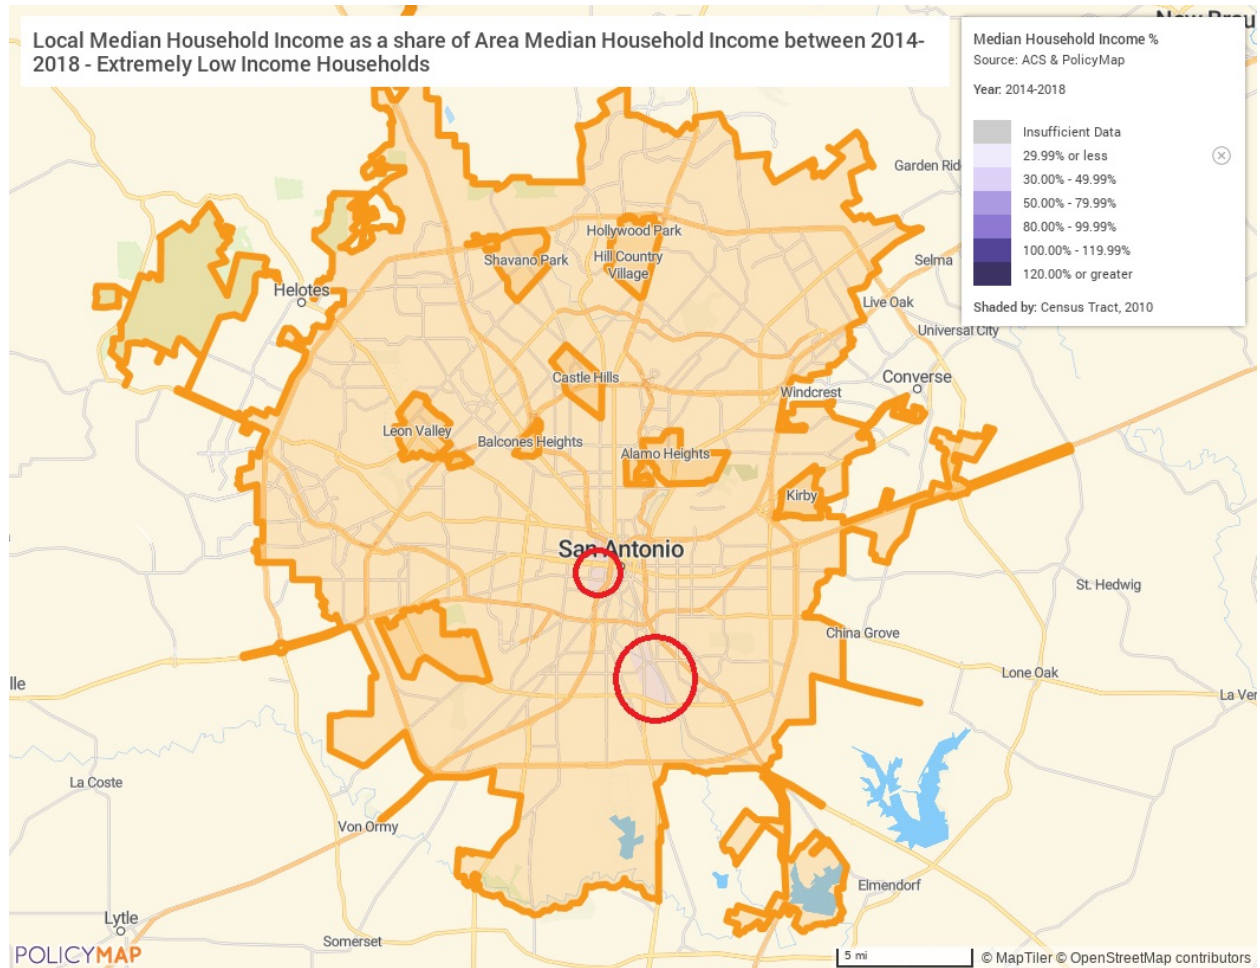 Local Median Household Income as a share of Area Median Household Income between 2014-
2018 - Extremely Low Income Households
Median Household Income %
Source: ACS & PolicyMap
Year: 2014-2018
Insufficient Data
29.99% or less
30.00% - 49.99%
50.00% - 79.99%
80.00% - 99.99%
100.00% - 119.99%
120.00% or greater
Shaded by: Census Tract, 2010
Garden Rid
Hollywood Park
Shavano Park
Hill Country
Village
Selma
Helotes
Live Oak
Universal City
Castle Hills
Converse
Windcrest
Leon Valley
Balcones Heights
Alamo Heights
Kirby
San Antonio
St. Hedwig
China Grove
Lone Oak
lle
La Ver
La Coste
Von Ormy
Elmendorf
Lytle
Somerset
POLICYMAP
5 mi
© MapTiler © OpenStreetMap contributors